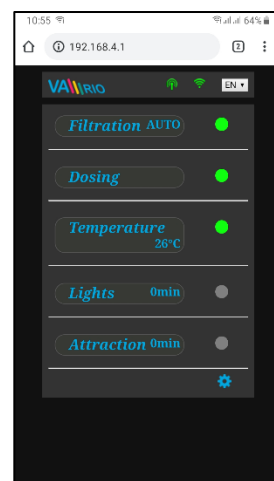 10:55 64%
192.168.4.1 2
VA RIO EN
Filtration AUTO
Dosing
Temperature
26°C
Lights 0min
Attraction 0min